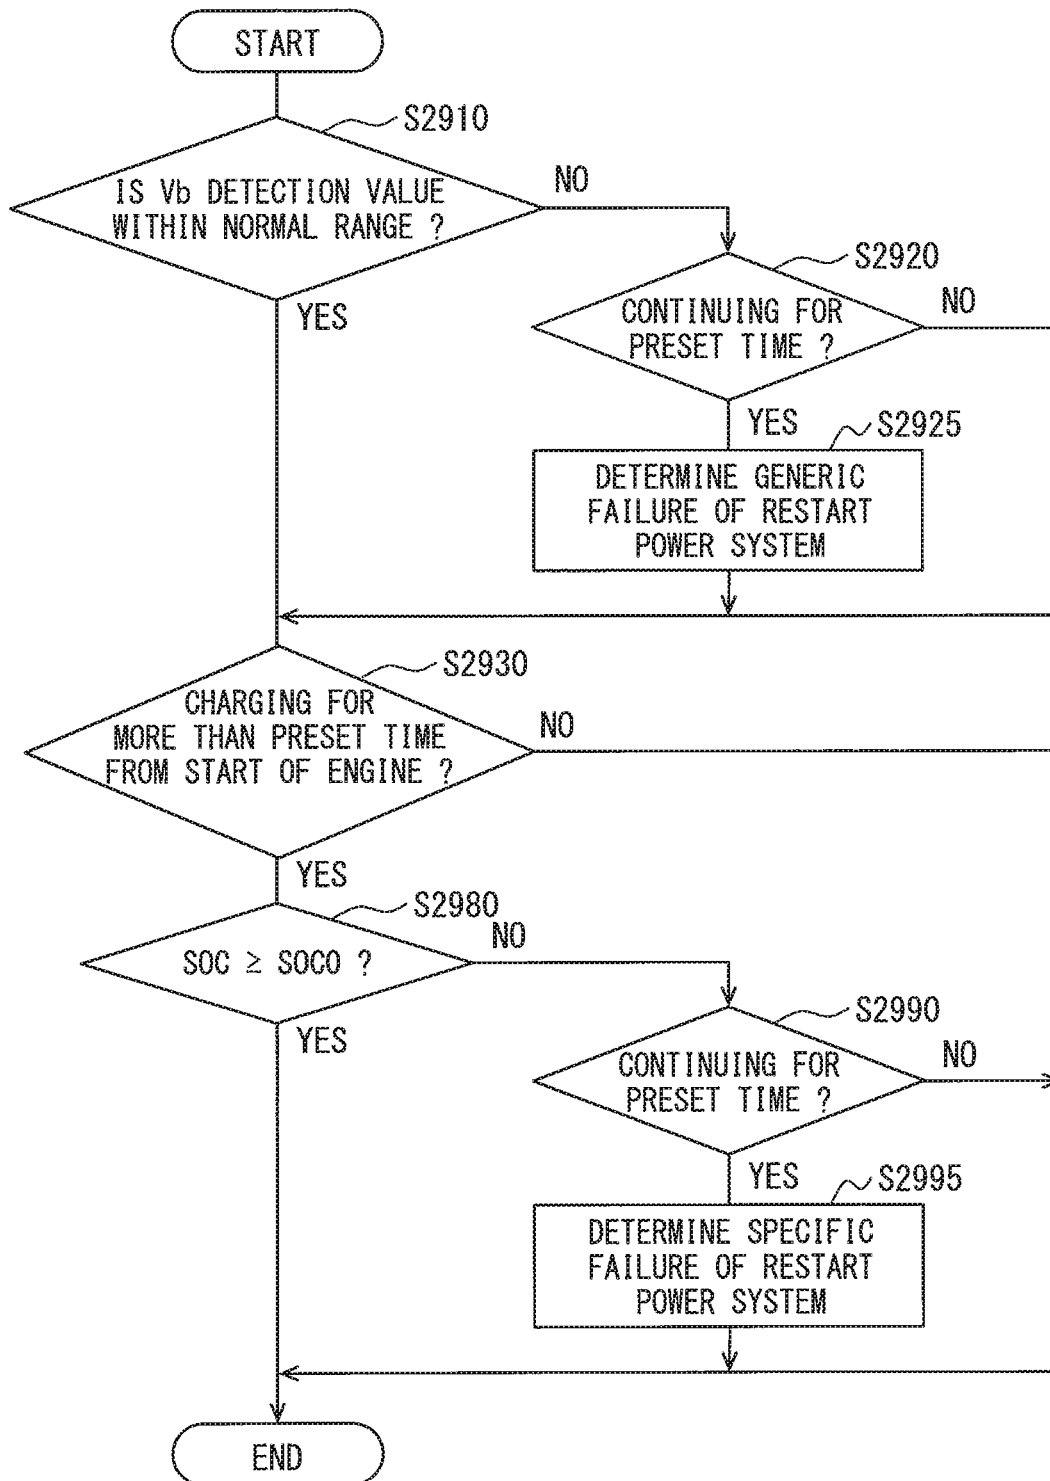 START
S2910
IS Vb DETECTION VALUE
WITHIN NORMAL RANGE ?
NO
YES
S2920
CONTINUING FOR
PRESET TIME ?
NO
YES
S2925
DETERMINE GENERIC
FAILURE OF RESTART
POWER SYSTEM
S2930
CHARGING FOR
MORE THAN PRESET TIME
FROM START OF ENGINE ?
NO
YES
S2980
SOC ≥ SOC0 ?
NO
YES
S2990
CONTINUING FOR
PRESET TIME ?
NO
YES
S2995
DETERMINE SPECIFIC
FAILURE OF RESTART
POWER SYSTEM
END